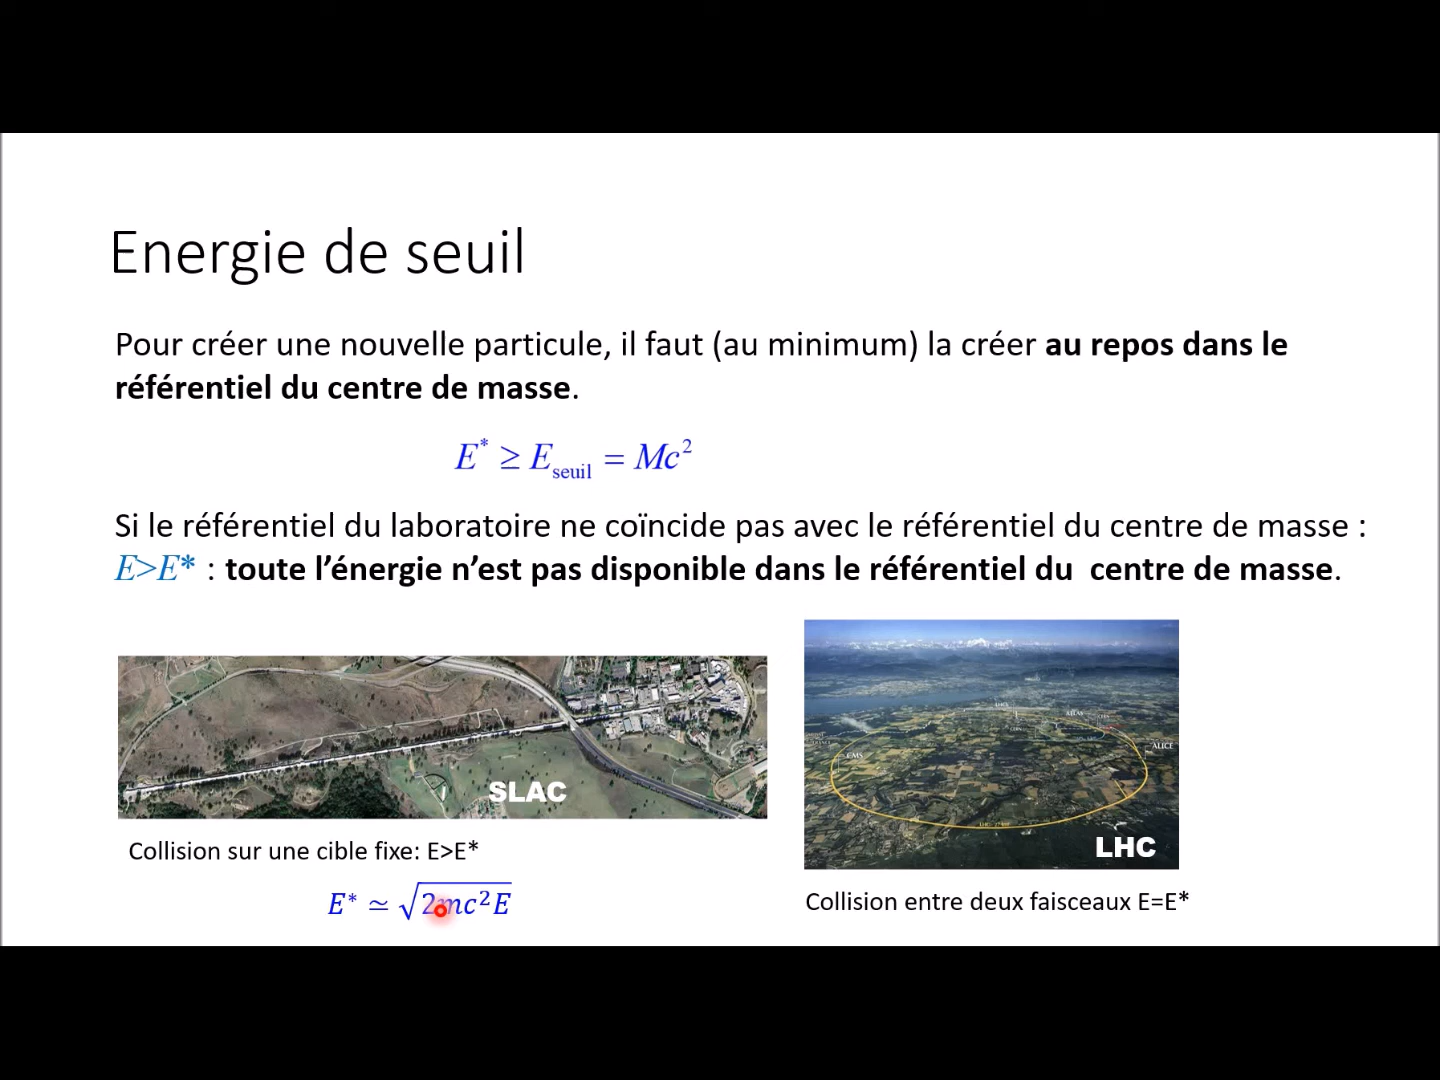 Energie de seuil
Pour créer une nouvelle particule, il faut (au minimum) la créer au repos dans le
référentiel du centre de masse.
E* ≥ E_seuil = Mc²
Si le référentiel du laboratoire ne coïncide pas avec le référentiel du centre de masse :
E>E* : toute l’énergie n’est pas disponible dans le référentiel du centre de masse.
SLAC
CMS
ATLAS
ALICE
LHC
Collision sur une cible fixe: E>E*
E* ≃ √2mc²E
Collision entre deux faisceaux E=E*